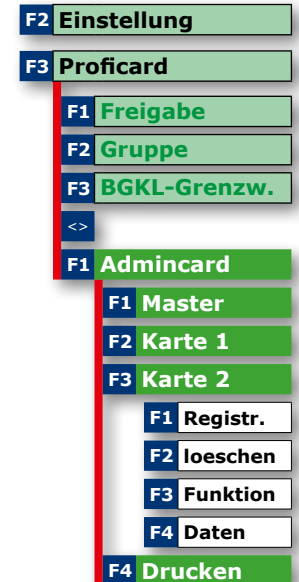 F2 Einstellung
F3 Proficard
F1 Freigabe
F2 Gruppe
F3 BGKL-Grenzw.
<>
F1 Admincard
F1 Master
F2 Karte 1
F3 Karte 2
F1 Registr.
F2 loeschen
F3 Funktion
F4 Daten
F4 Drucken